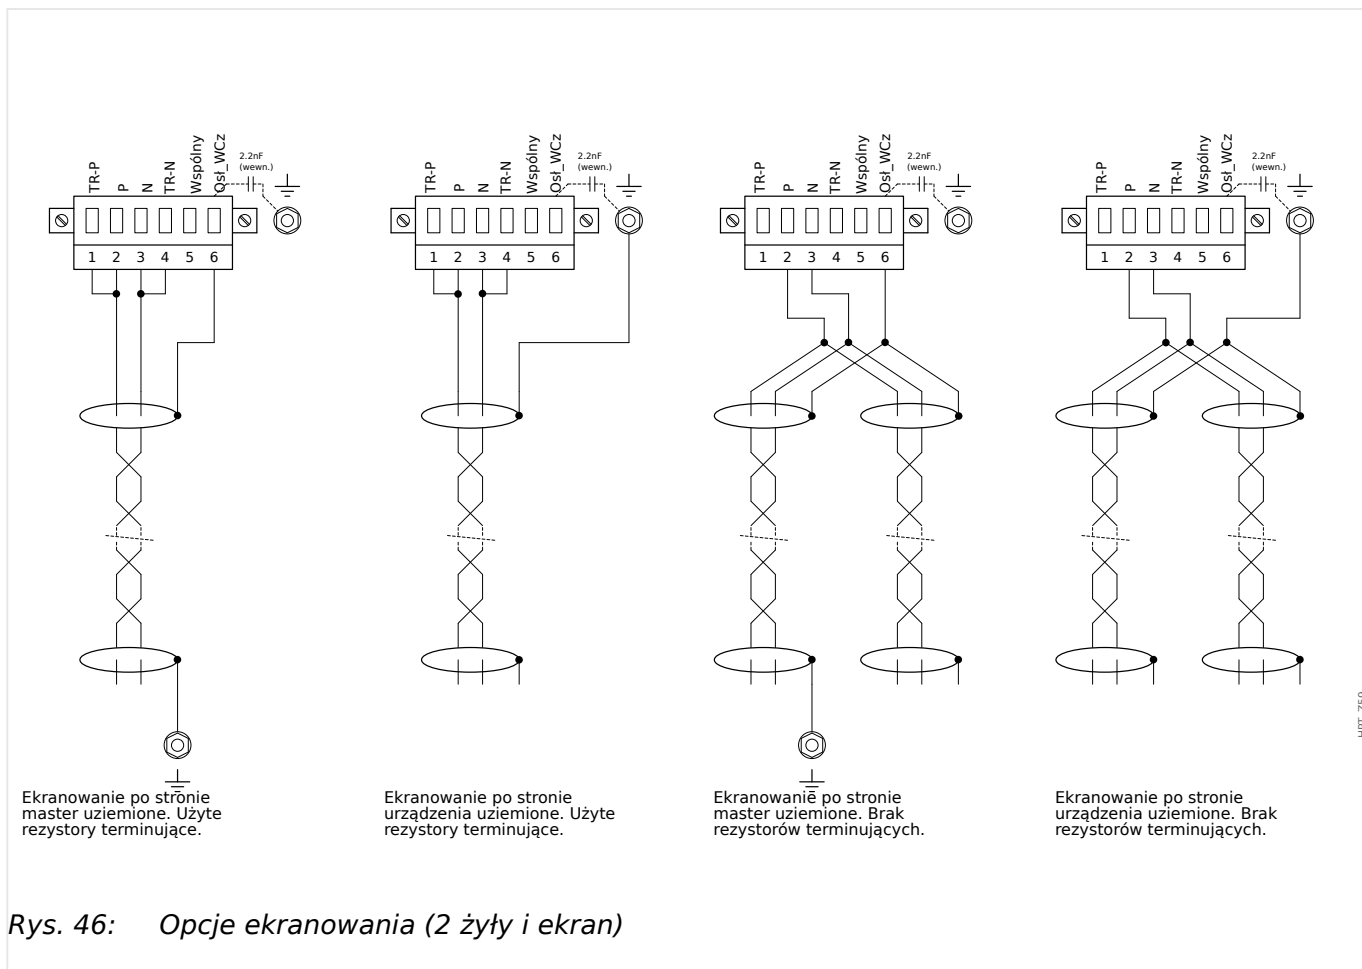 TR-P
P
N
TR-N
Wspólny
Osł_WCz
2.2nF
(wewn.)
1 2 3 4 5 6
TR-P
P
N
TR-N
Wspólny
Osł_WCz
2.2nF
(wewn.)
1 2 3 4 5 6
TR-P
P
N
TR-N
Wspólny
Osł_WCz
2.2nF
(wewn.)
1 2 3 4 5 6
TR-P
P
N
TR-N
Wspólny
Osł_WCz
2.2nF
(wewn.)
1 2 3 4 5 6
Ekranowanie po stronie
master uziemione. Użyte
rezystory terminujące.
Ekranowanie po stronie
urządzenia uziemione. Użyte
rezystory terminujące.
Ekranowanie po stronie
master uziemione. Brak
rezystorów terminujących.
Ekranowanie po stronie
urządzenia uziemione. Brak
rezystorów terminujących.
Rys. 46: Opcje ekranowania (2 żyły i ekran)